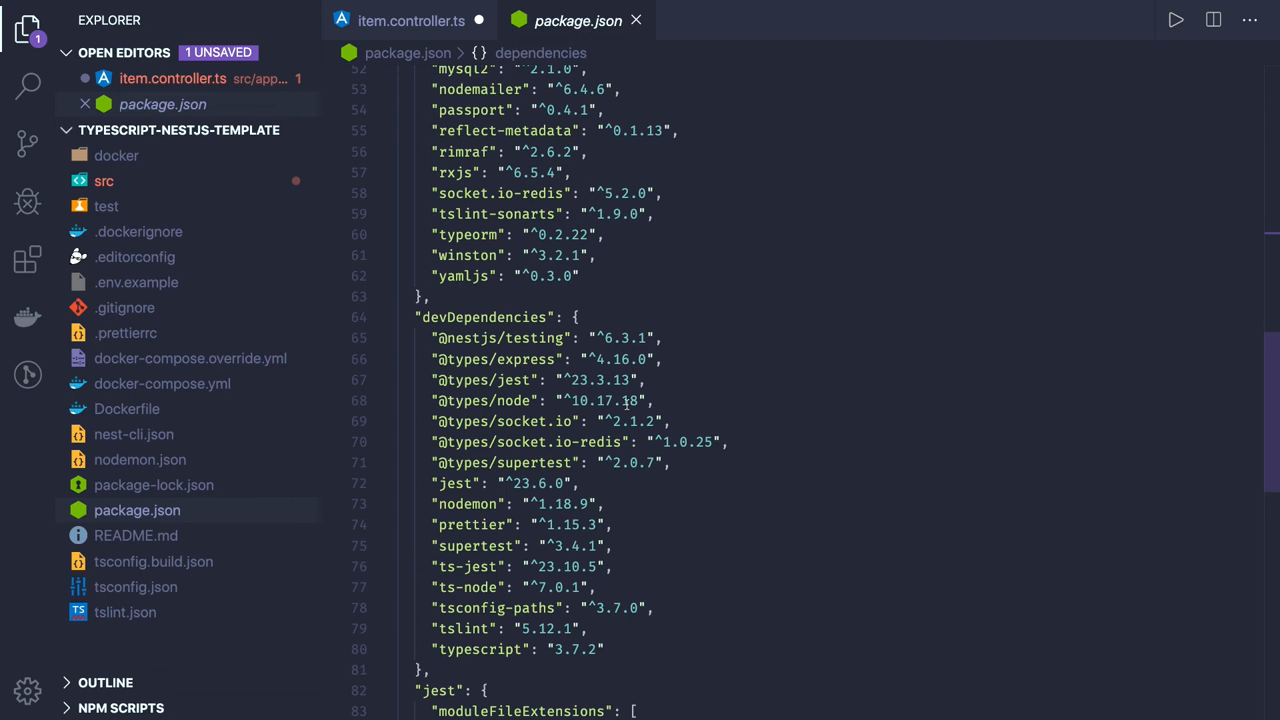 EXPLORER
item.controller.ts
package.json
OPEN EDITORS 1 UNSAVED
item.controller.ts src/app... 1
package.json
TYPESCRIPT-NESTJS-TEMPLATE
docker
src
test
.dockerignore
.editorconfig
.env.example
.gitignore
.prettierrc
docker-compose.override.yml
docker-compose.yml
Dockerfile
nest-cli.json
nodemon.json
package-lock.json
package.json
README.md
tsconfig.build.json
tsconfig.json
TS tslint.json
OUTLINE
NPM SCRIPTS
1
package.json > {} dependencies
52 "mysql2": "^2.1.0",
53 "nodemailer": "^6.4.6",
54 "passport": "^0.4.1",
55 "reflect-metadata": "^0.1.13",
56 "rimraf": "^2.6.2",
57 "rxjs": "^6.5.4",
58 "socket.io-redis": "^5.2.0",
59 "tslint-sonarts": "^1.9.0",
60 "typeorm": "^0.2.22",
61 "winston": "^3.2.1",
62 "yamljs": "^0.3.0"
63 },
64 "devDependencies": {
65 "@nestjs/testing": "^6.3.1",
66 "@types/express": "^4.16.0",
67 "@types/jest": "^23.3.13",
68 "@types/node": "^10.17.18",
69 "@types/socket.io": "^2.1.2",
70 "@types/socket.io-redis": "^1.0.25",
71 "@types/supertest": "^2.0.7",
72 "jest": "^23.6.0",
73 "nodemon": "^1.18.9",
74 "prettier": "^1.15.3",
75 "supertest": "^3.4.1",
76 "ts-jest": "^23.10.5",
77 "ts-node": "^7.0.1",
78 "tsconfig-paths": "^3.7.0",
79 "tslint": "5.12.1",
80 "typescript": "3.7.2"
81 },
82 "jest": {
83 "moduleFileExtensions": [